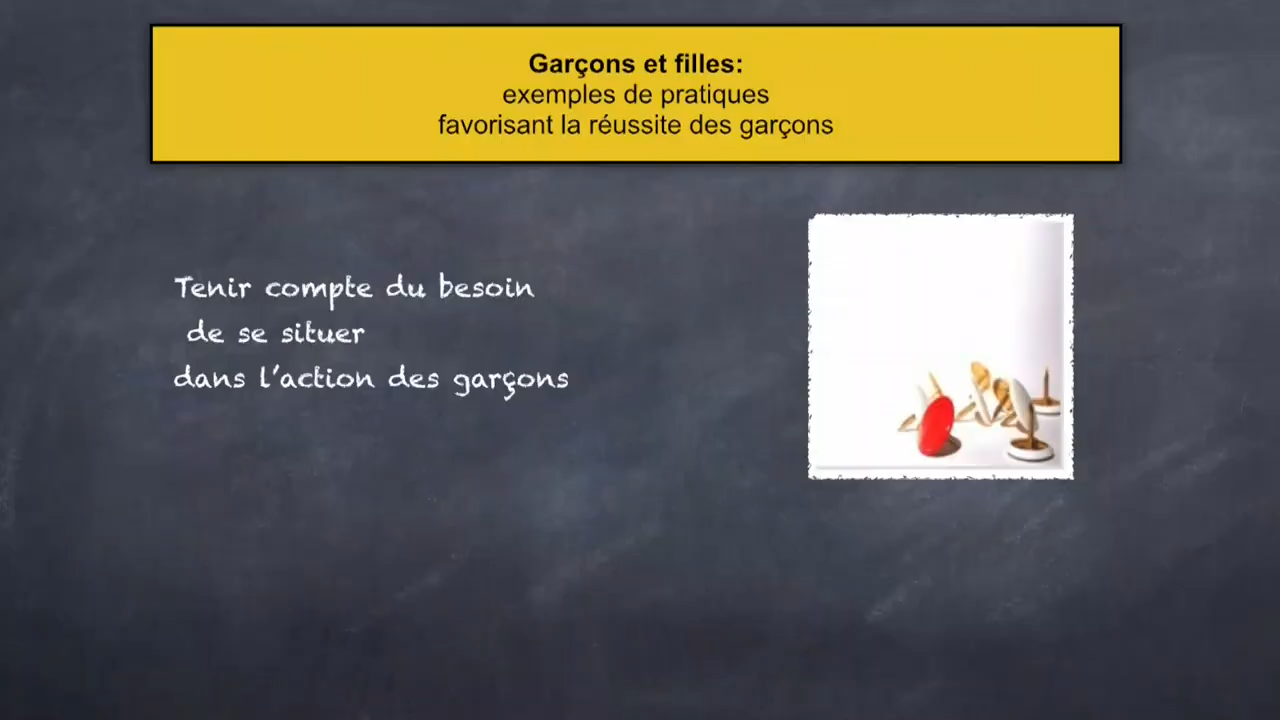 Garçons et filles:
exemples de pratiques
favorisant la réussite des garçons
Tenir compte du besoin
de se situer
dans l'action des garçons